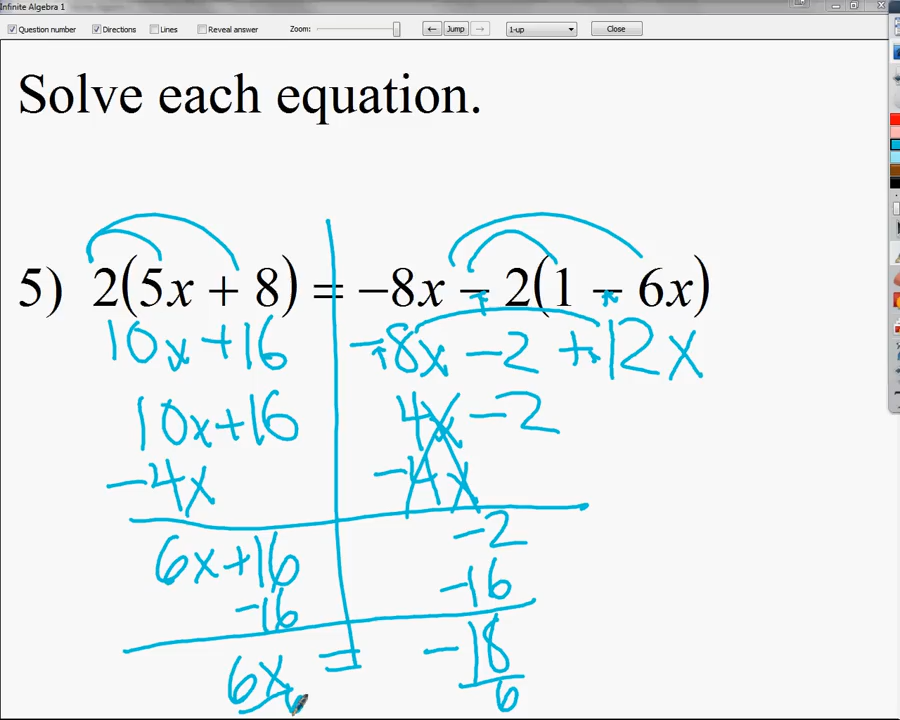 Infinite Algebra 1
Question number Directions Lines Reveal answer Zoom: ← Jump → 1-up Close
Solve each equation.
5) 2(5x + 8) = −8x − 2(1 − 6x)
10x + 16 −8x − 2 + 12x
10x + 16 4x − 2
−4x −4x
6x + 16 −2
−16 −16
6x = −18
6